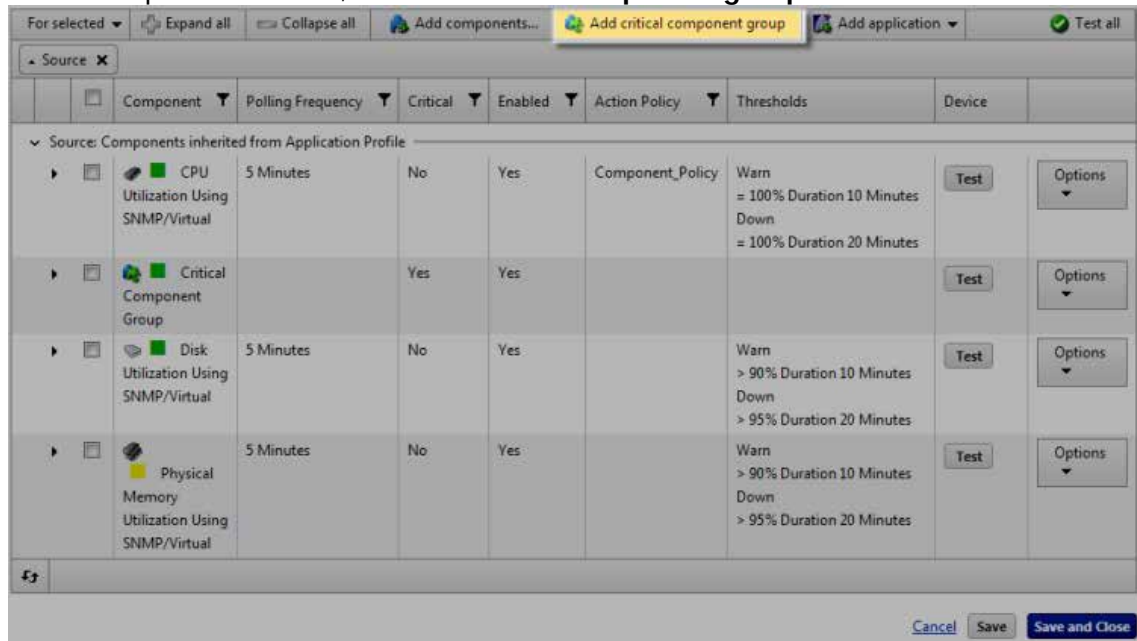 For selected
Expand all
Collapse all
Add components...
Add critical component group
Add application
Test all
Source
Component
Polling Frequency
Critical
Enabled
Action Policy
Thresholds
Device
Source: Components inherited from Application Profile
CPU
Utilization Using
SNMP/Virtual
5 Minutes
No
Yes
Component_Policy
Warn
= 100% Duration 10 Minutes
Down
= 100% Duration 20 Minutes
Test
Options
Critical
Component
Group
Yes
Yes
Test
Options
Disk
Utilization Using
SNMP/Virtual
5 Minutes
No
Yes
Warn
> 90% Duration 10 Minutes
Down
> 95% Duration 20 Minutes
Test
Options
Physical
Memory
Utilization Using
SNMP/Virtual
5 Minutes
No
Yes
Warn
> 90% Duration 10 Minutes
Down
> 95% Duration 20 Minutes
Test
Options
Cancel
Save
Save and Close